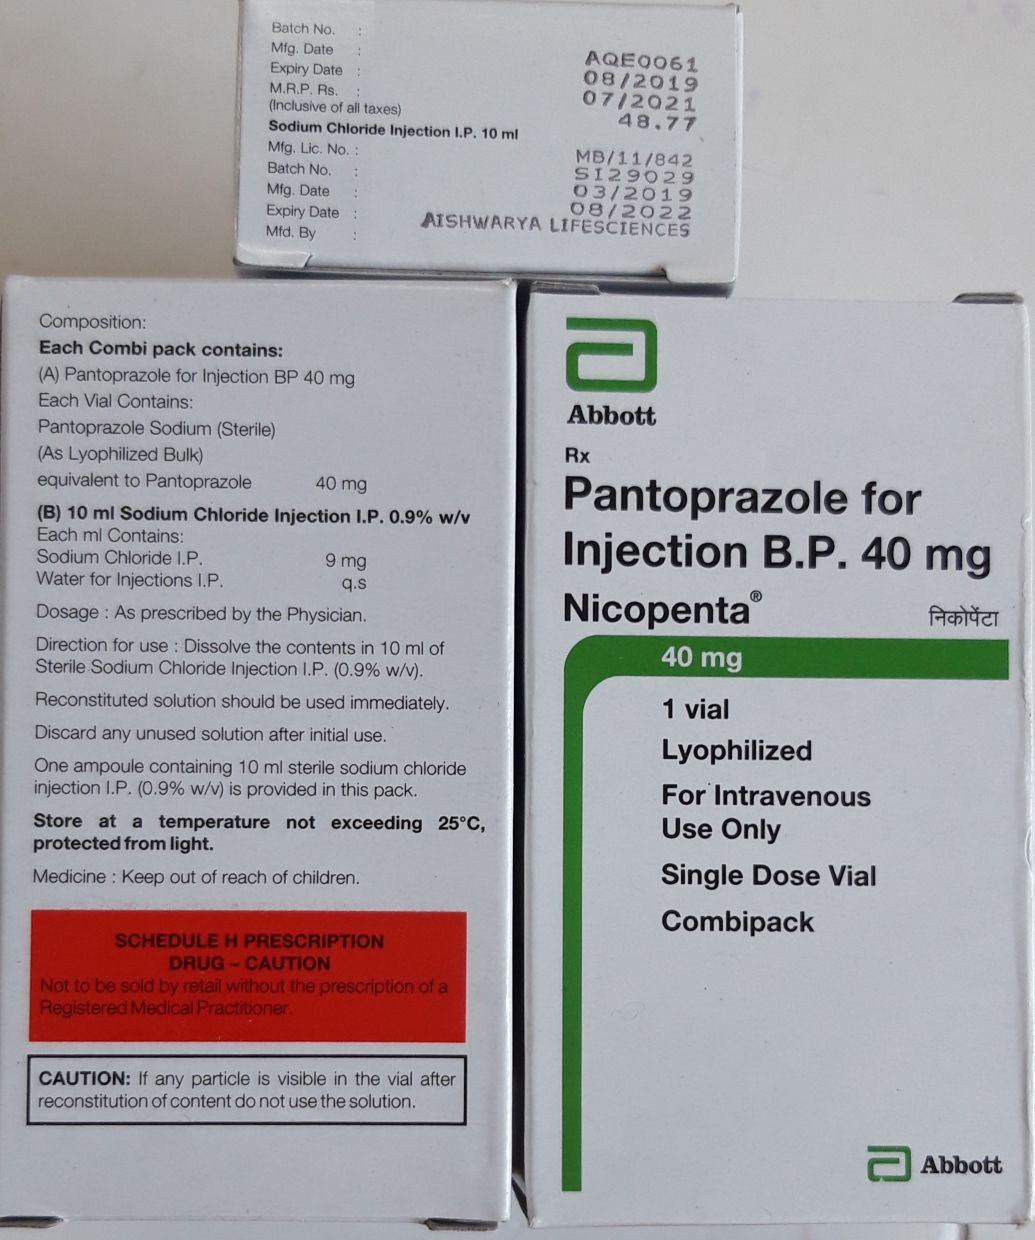 Batch No. :
Mfg. Date :
Expiry Date :
M.R.P. Rs. :
(Inclusive of all taxes)
AQE0061
08/2019
07/2021
48.77
Sodium Chloride Injection I.P. 10 ml
Mfg. Lic. No. :
Batch No. :
Mfg. Date :
Expiry Date :
Mfd. By :
MB/11/842
SI29029
03/2019
08/2022
AISHWARYA LIFESCIENCES
Composition:
Each Combi pack contains:
(A) Pantoprazole for Injection BP 40 mg
Each Vial Contains:
Pantoprazole Sodium (Sterile)
(As Lyophilized Bulk)
equivalent to Pantoprazole 40 mg
(B) 10 ml Sodium Chloride Injection I.P. 0.9% w/v
Each ml Contains:
Sodium Chloride I.P. 9 mg
Water for Injections I.P. q.s
Dosage : As prescribed by the Physician.
Direction for use : Dissolve the contents in 10 ml of
Sterile Sodium Chloride Injection I.P. (0.9% w/v).
Reconstituted solution should be used immediately.
Discard any unused solution after initial use.
One ampoule containing 10 ml sterile sodium chloride
injection I.P. (0.9% w/v) is provided in this pack.
Store at a temperature not exceeding 25°C,
protected from light.
Medicine : Keep out of reach of children.
SCHEDULE H PRESCRIPTION
DRUG – CAUTION
Not to be sold by retail without the prescription of a
Registered Medical Practitioner.
CAUTION: If any particle is visible in the vial after
reconstitution of content do not use the solution.
Abbott
Rx
Pantoprazole for
Injection B.P. 40 mg
Nicopenta® निकोपेंटा
40 mg
1 vial
Lyophilized
For Intravenous
Use Only
Single Dose Vial
Combipack
Abbott